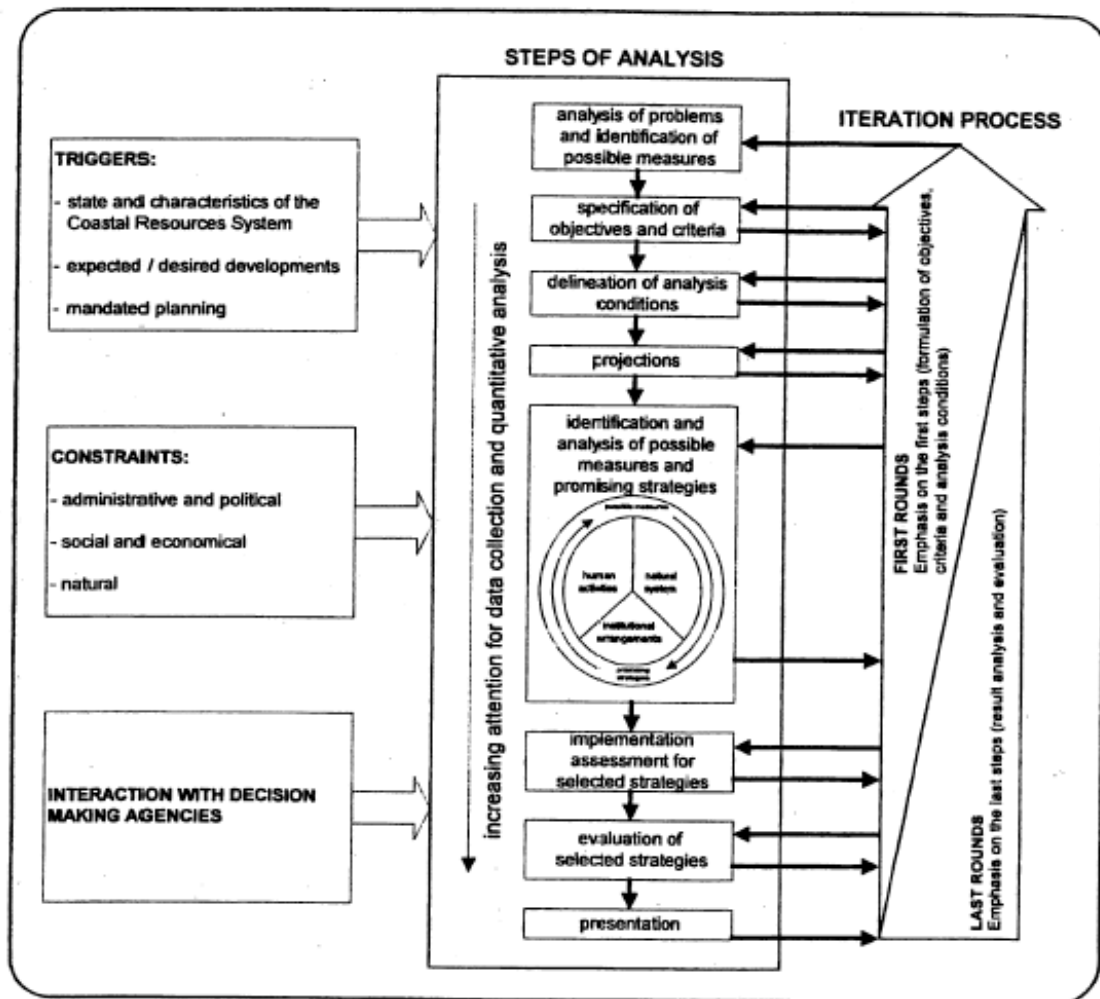 STEPS OF ANALYSIS
TRIGGERS:
- state and characteristics of the
Coastal Resources System
- expected / desired developments
- mandated planning
CONSTRAINTS:
- administrative and political
- social and economical
- natural
INTERACTION WITH DECISION
MAKING AGENCIES
increasing attention for data collection and quantitative analysis
analysis of problems
and identification of
possible measures
specification of
objectives and criteria
delineation of analysis
conditions
projections
identification and
analysis of possible
measures and
promising strategies
possible measures
human
activities
natural
system
institutional
arrangements
promising
strategies
implementation
assessment for
selected strategies
evaluation of
selected strategies
presentation
ITERATION PROCESS
FIRST ROUNDS
Emphasis on the first steps (formulation of objectives,
criteria and analysis conditions)
LAST ROUNDS
Emphasis on the last steps (result analysis and evaluation)